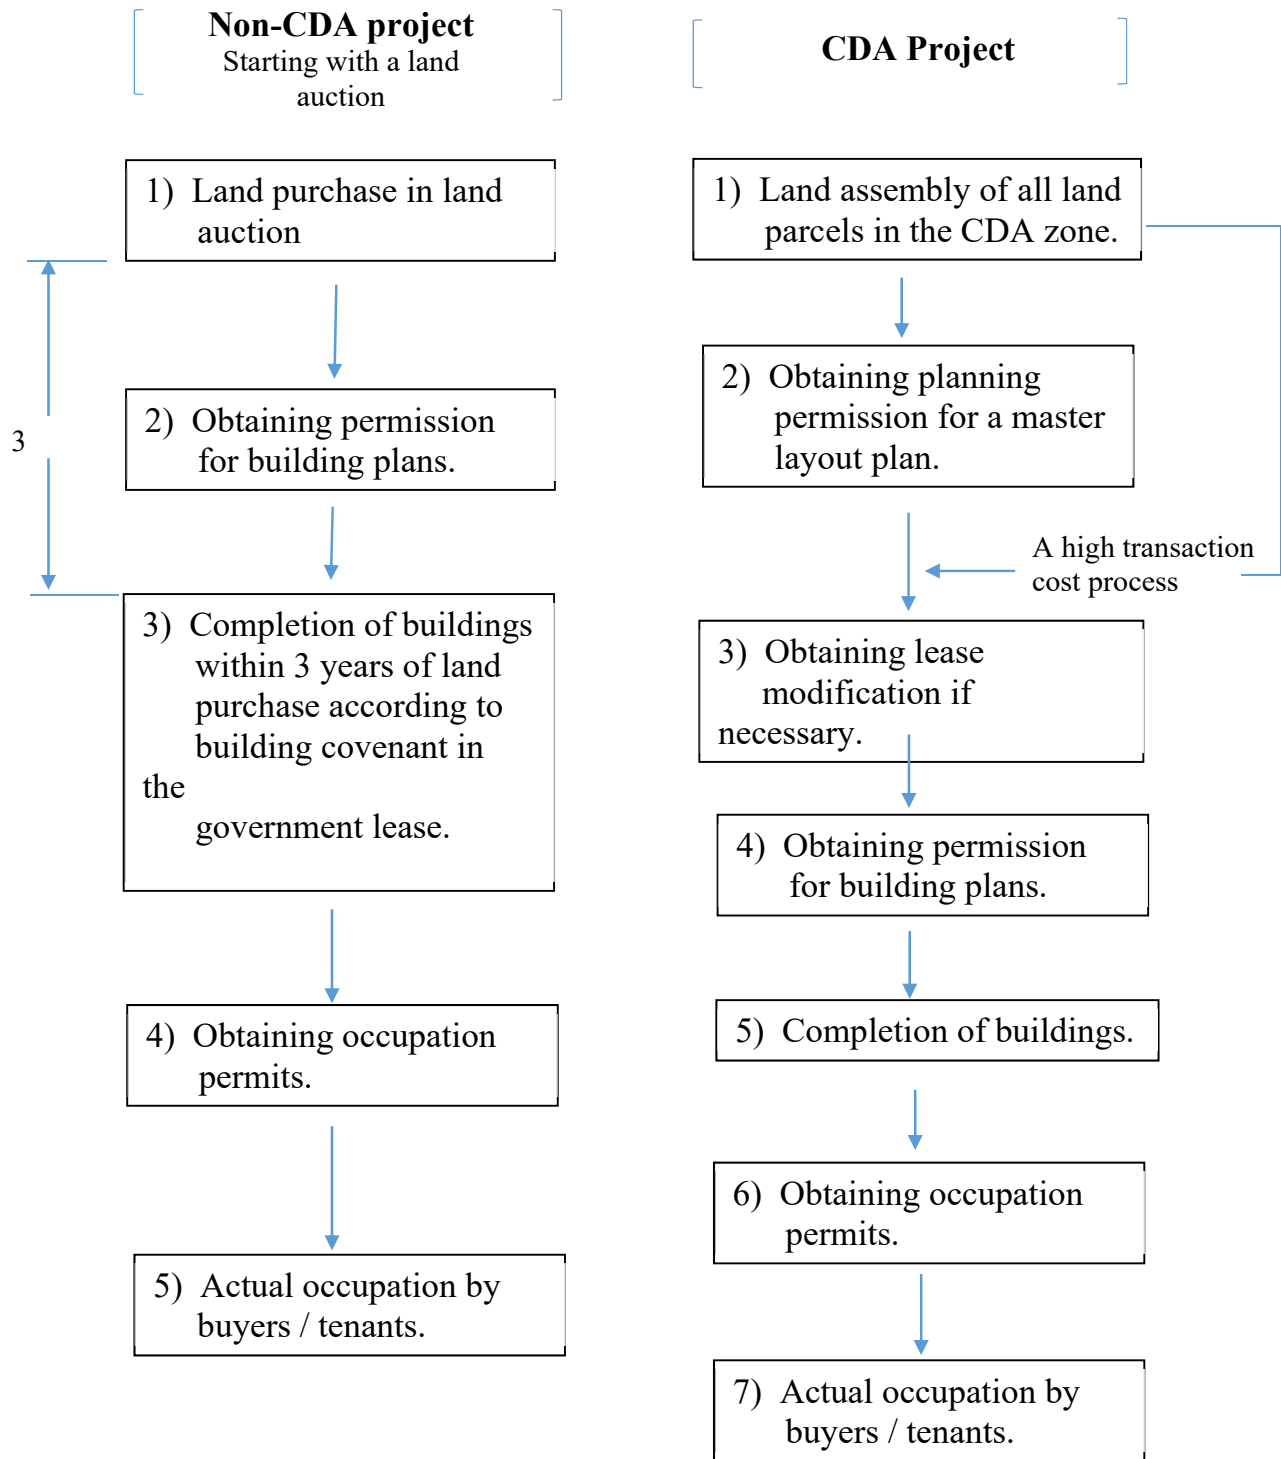 Non-CDA project
Starting with a land
auction
1) Land purchase in land
auction
3
2) Obtaining permission
for building plans.
3) Completion of buildings
within 3 years of land
purchase according to
building covenant in
the
government lease.
4) Obtaining occupation
permits.
5) Actual occupation by
buyers / tenants.
CDA Project
1) Land assembly of all land
parcels in the CDA zone.
2) Obtaining planning
permission for a master
layout plan.
A high transaction
cost process
3) Obtaining lease
modification if
necessary.
4) Obtaining permission
for building plans.
5) Completion of buildings.
6) Obtaining occupation
permits.
7) Actual occupation by
buyers / tenants.